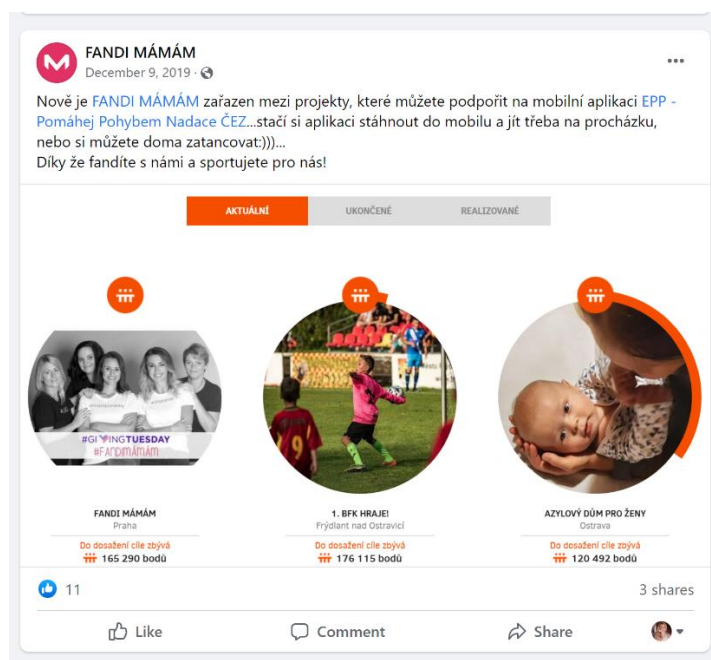 FANDI MÁMÁM
December 9, 2019 ·
Nově je FANDI MÁMÁM zařazen mezi projekty, které můžete podpořit na mobilní aplikaci EPP -
Pomáhej Pohybem Nadace ČEZ...stačí si aplikaci stáhnout do mobilu a jít třeba na procházku,
nebo si můžete doma zatancovat:)))...
Díky že fandíte s námi a sportujete pro nás!
AKTUÁLNÍ
UKONČENÉ
REALIZOVANÉ
#GIVINGTUESDAY
#FANDIMÁMÁM
9
FANDI MÁMÁM
Praha
Do dosažení cíle zbývá
165 290 bodů
1. BFK HRAJE!
Frýdlant nad Ostravicí
Do dosažení cíle zbývá
176 115 bodů
AZYLOVÝ DŮM PRO ŽENY
Ostrava
Do dosažení cíle zbývá
120 492 bodů
11
3 shares
Like
Comment
Share